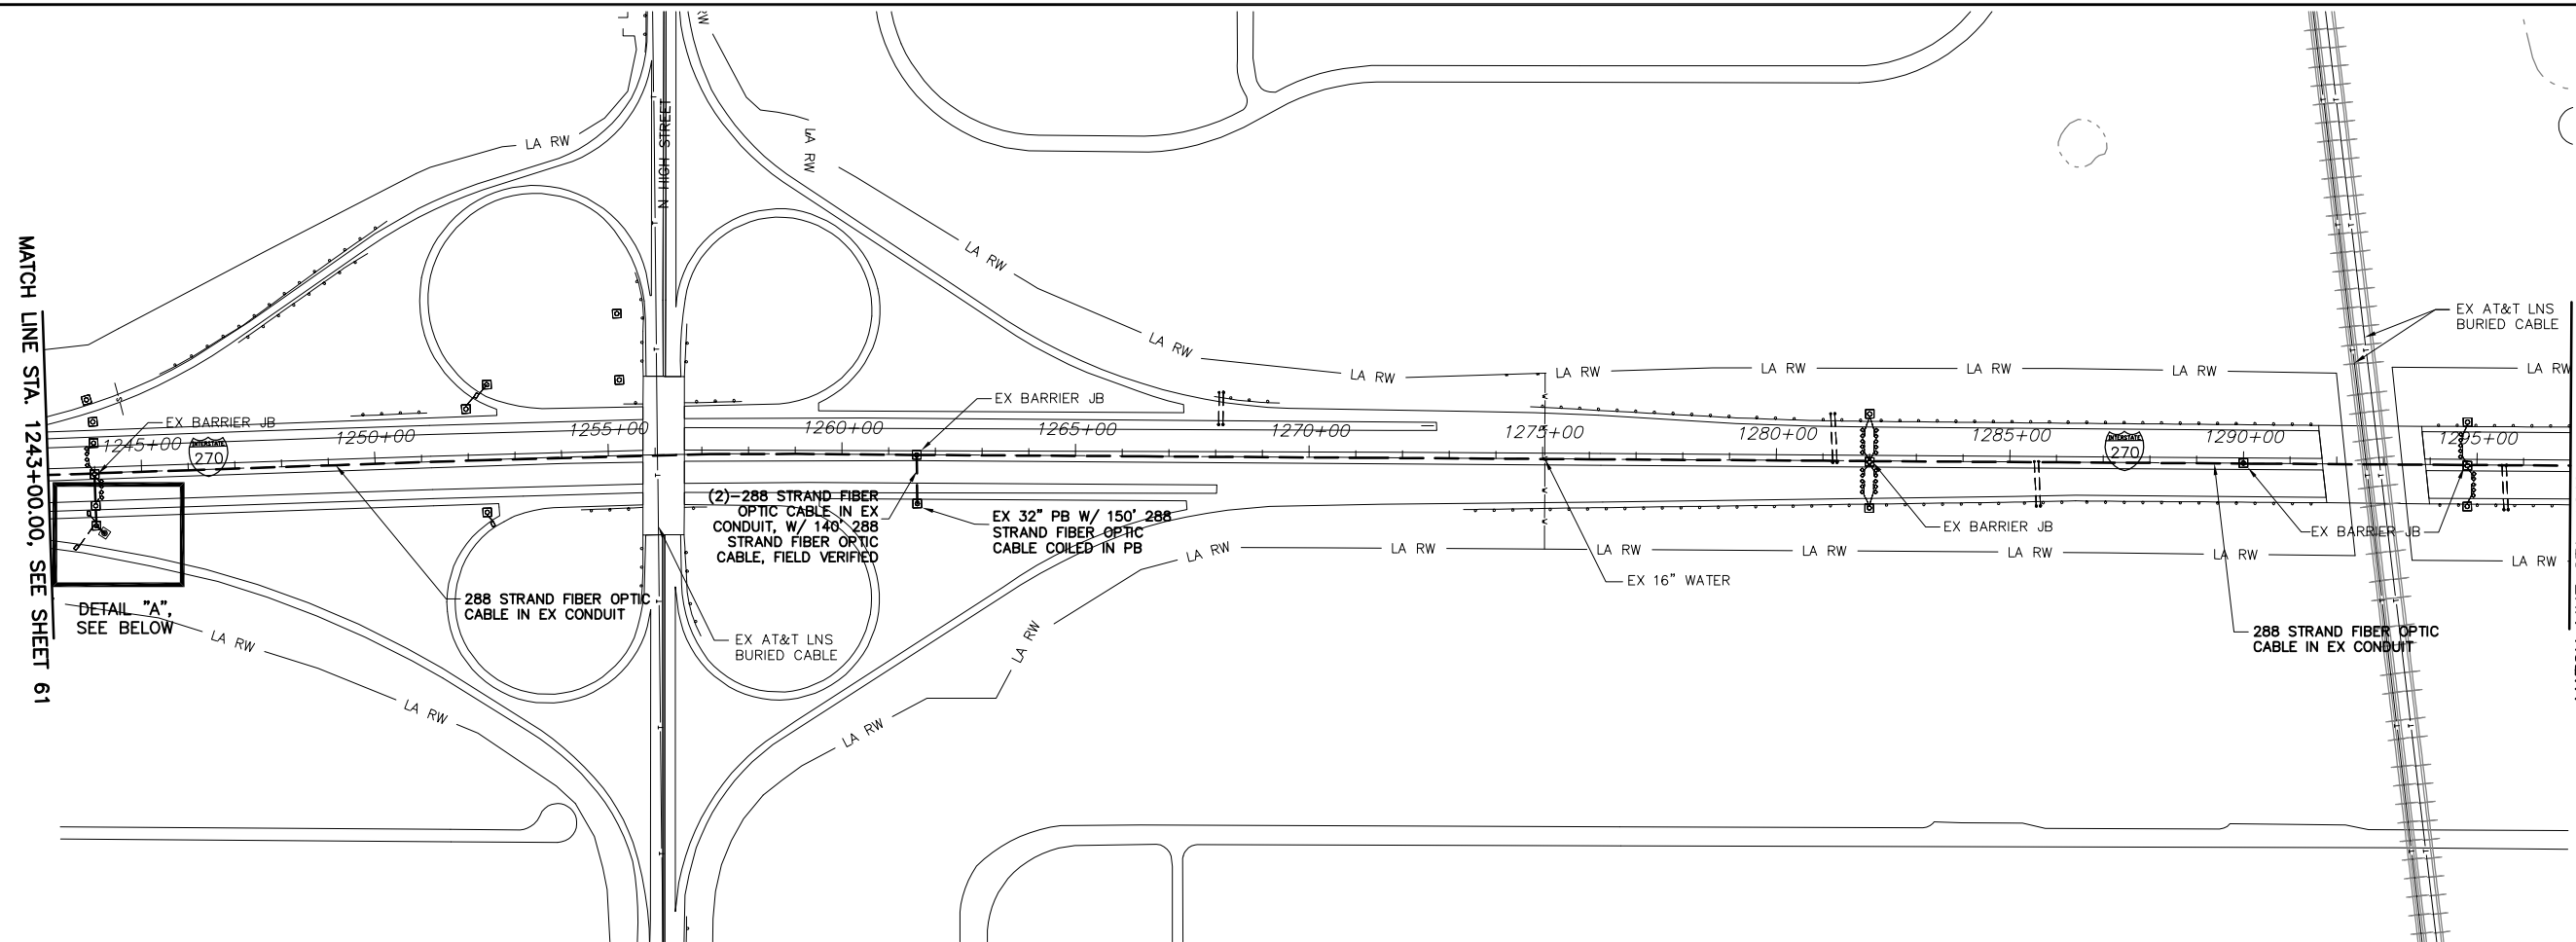 MATCH LINE STA. 1243+00.00, SEE SHEET 61
LA RW
N HIGH STREET
LA RW
LA RW
LA RW
LA RW
LA RW
LA RW
LA RW
LA RW
LA RW
EX AT&T LNS
BURIED CABLE
EX BARRIER JB
EX BARRIER JB
1245+00
1250+00
1255+00
1260+00
1265+00
1270+00
1275+00
1280+00
1285+00
1290+00
1295+00
INTERSTATE
270
INTERSTATE
270
(2)-288 STRAND FIBER
OPTIC CABLE IN EX
CONDUIT, W/ 140' 288
STRAND FIBER OPTIC
CABLE, FIELD VERIFIED
EX 32" PB W/ 150' 288
STRAND FIBER OPTIC
CABLE COILED IN PB
EX BARRIER JB
EX BARRIER JB
LA RW
LA RW
LA RW
LA RW
LA RW
LA RW
LA RW
EX 16" WATER
288 STRAND FIBER OPTIC
CABLE IN EX CONDUIT
DETAIL "A",
SEE BELOW
EX AT&T LNS
BURIED CABLE
288 STRAND FIBER OPTIC
CABLE IN EX CONDUIT
LA RW
LA RW
LA RW
LA RW